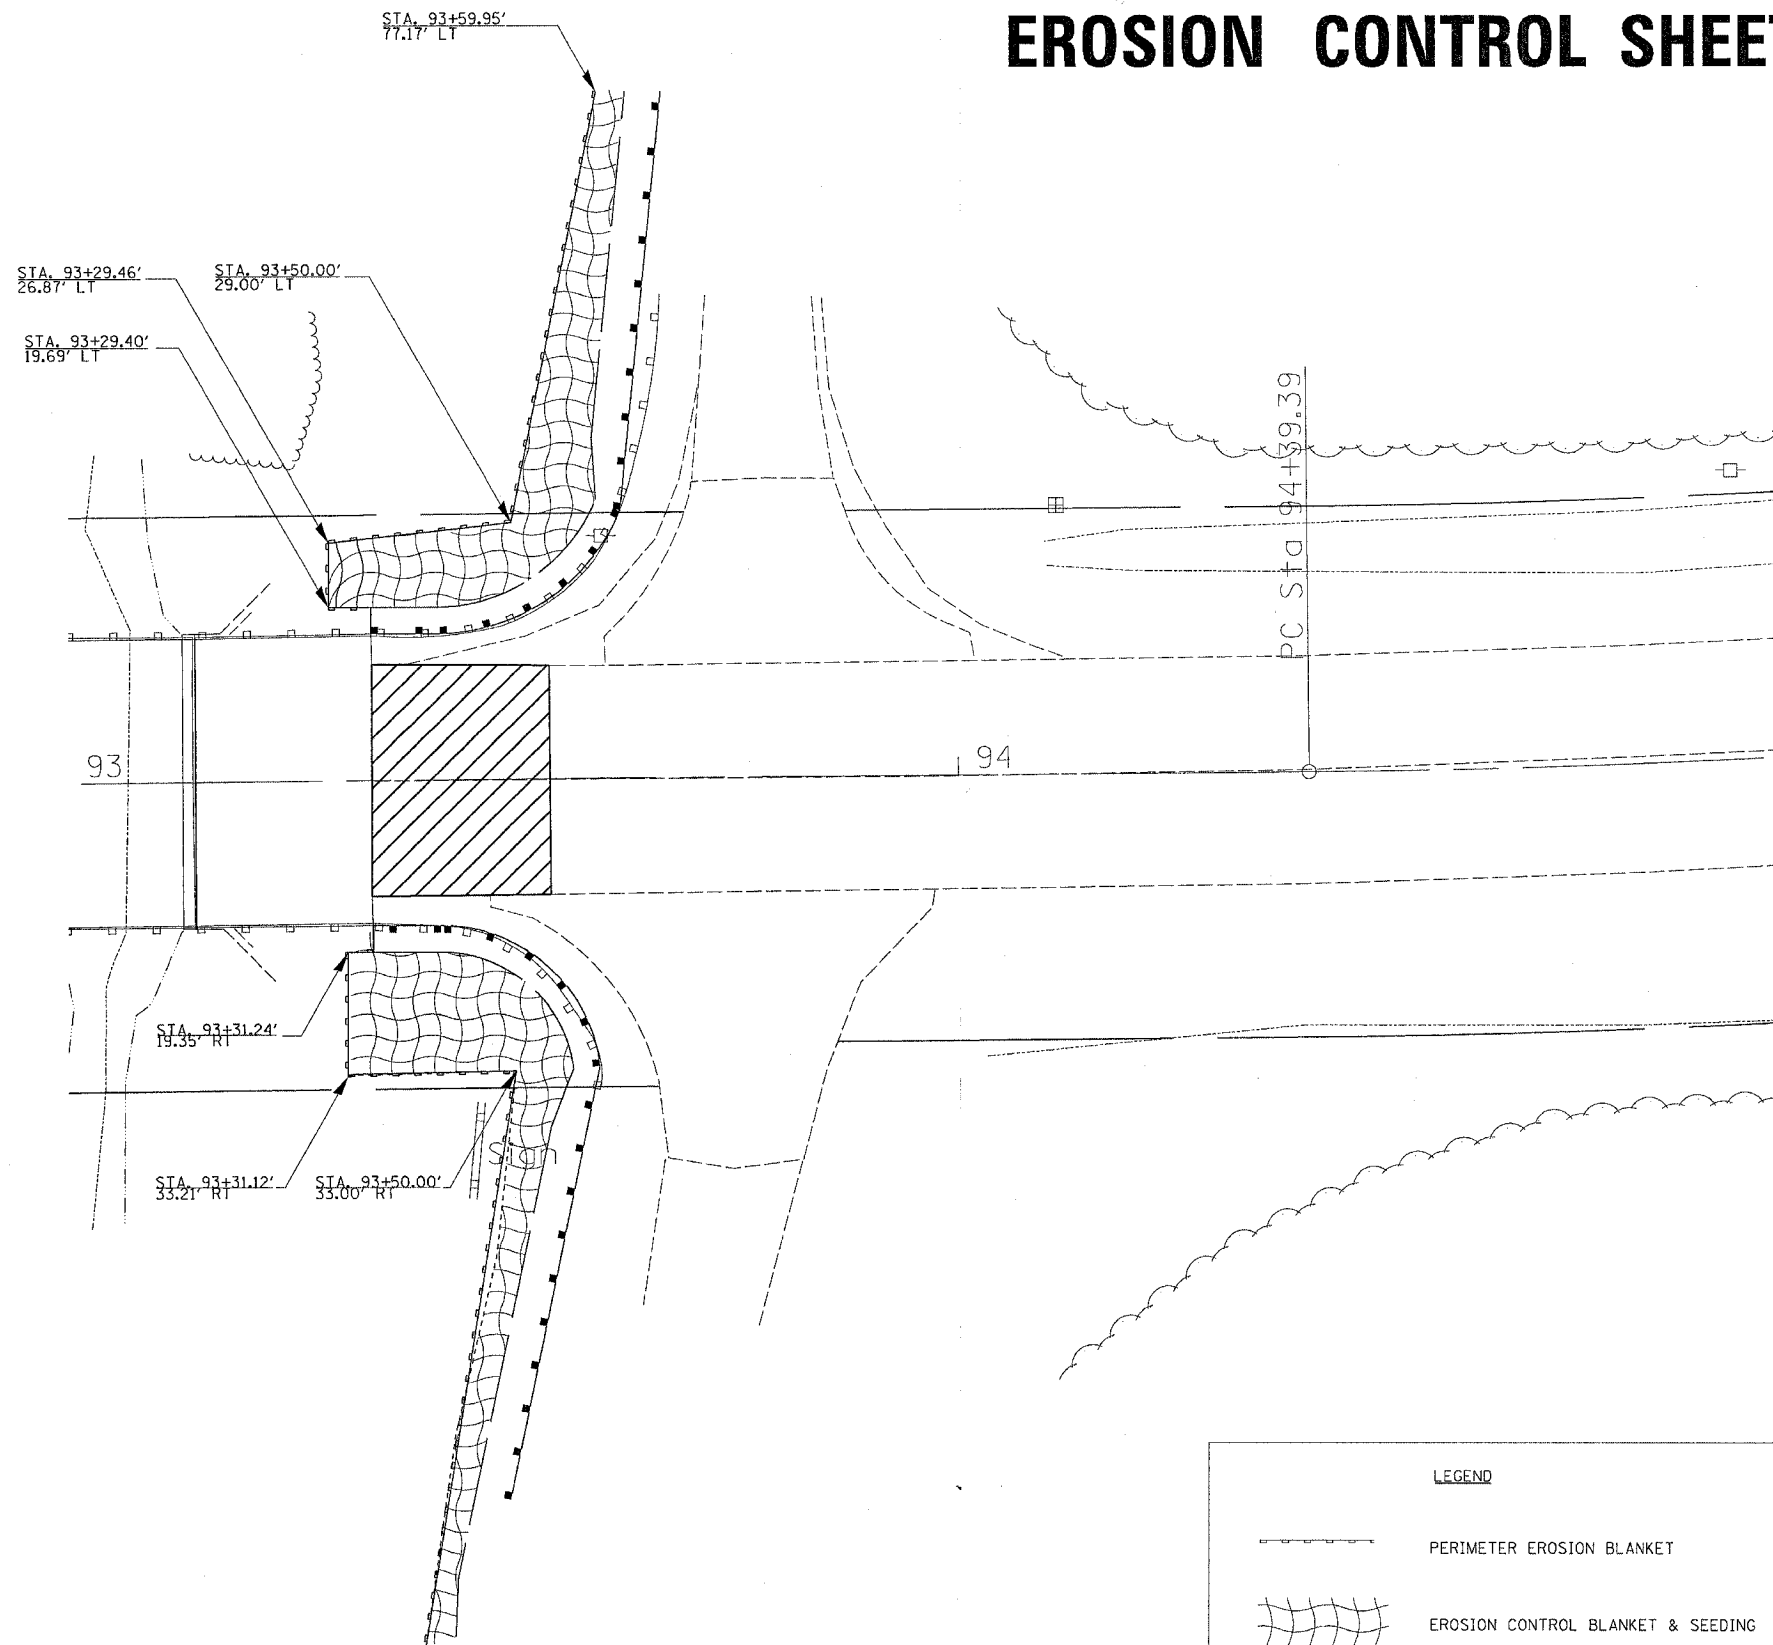 EROSION CONTROL SHEET
STA. 93+59.95'
77.17' LT
STA. 93+29.46'
26.87' LT
STA. 93+50.00'
29.00' LT
STA. 93+29.40'
19.69' LT
PC Sta 94+39.39
93
94
STA. 93+31.24'
19.35' RT
STA. 93+31.12'
33.21' RT
STA. 93+50.00'
33.00' RT
Sign
LEGEND
PERIMETER EROSION BLANKET
EROSION CONTROL BLANKET & SEEDING